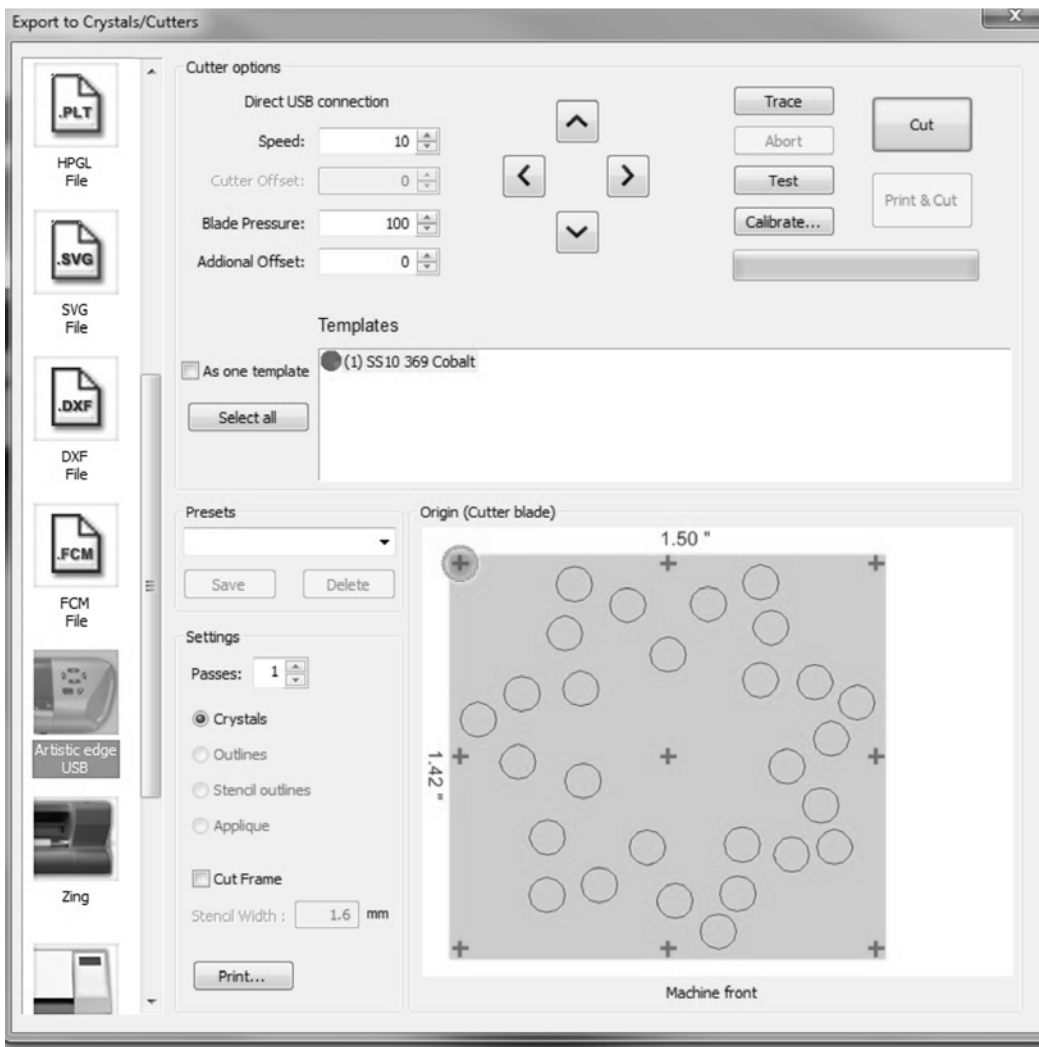 Export to Crystals/Cutters
x
.PLT
HPGL
File
.SVG
SVG
File
.DXF
DXF
File
.FCM
FCM
File
Artistic edge
USB
Zing
Cutter options
Direct USB connection
Speed: 10
Cutter Offset: 0
Blade Pressure: 100
Addional Offset: 0
Trace
Abort
Test
Calibrate...
Cut
Print & Cut
Templates
As one template
Select all
(1) SS10 369 Cobalt
Presets
Save
Delete
Settings
Passes: 1
Crystals
Outlines
Stencil outlines
Applique
Cut Frame
Stencil Width : 1.6 mm
Print...
Origin (Cutter blade)
1.50 "
1.42 "
Machine front